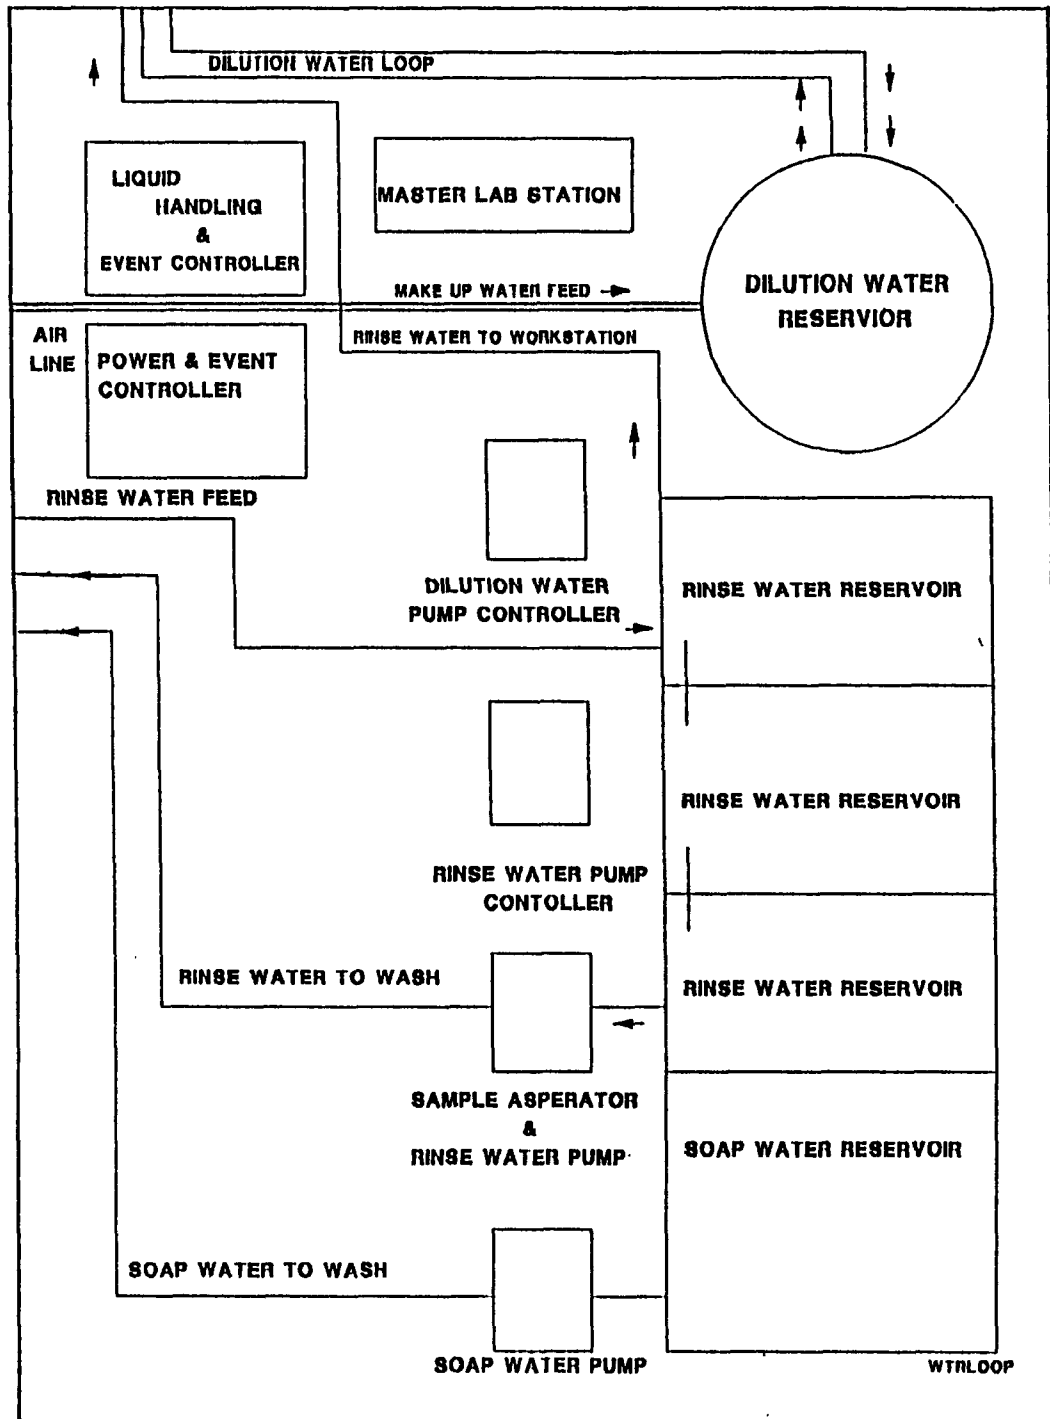 DILUTION WATER LOOP
LIQUID
HANDLING
&
EVENT CONTROLLER
MASTER LAB STATION
MAKE UP WATER FEED
DILUTION WATER
RESERVIOR
AIR
LINE
POWER & EVENT
CONTROLLER
RINSE WATER TO WORKSTATION
RINSE WATER FEED
DILUTION WATER
PUMP CONTROLLER
RINSE WATER RESERVOIR
RINSE WATER RESERVOIR
RINSE WATER PUMP
CONTOLLER
RINSE WATER TO WASH
RINSE WATER RESERVOIR
SAMPLE ASPERATOR
&
RINSE WATER PUMP
SOAP WATER RESERVOIR
SOAP WATER TO WASH
SOAP WATER PUMP
WTRLOOP